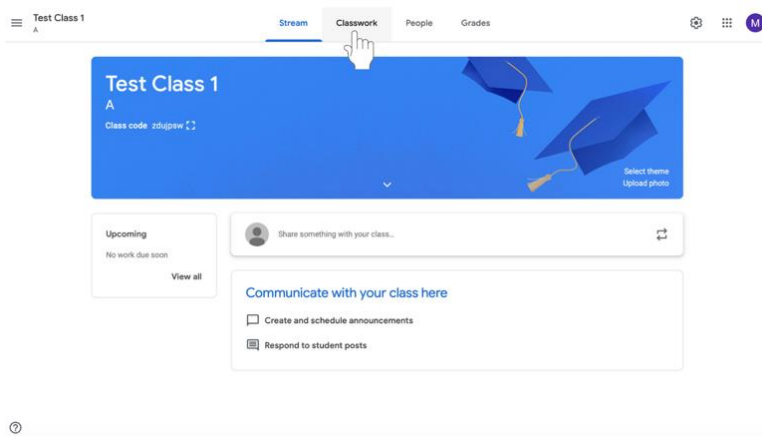 Test Class 1
A
Stream Classwork People Grades
M
Test Class 1
A
Class code zdujpsw
Select theme
Upload photo
Upcoming
No work due soon
View all
Share something with your class...
Communicate with your class here
Create and schedule announcements
Respond to student posts